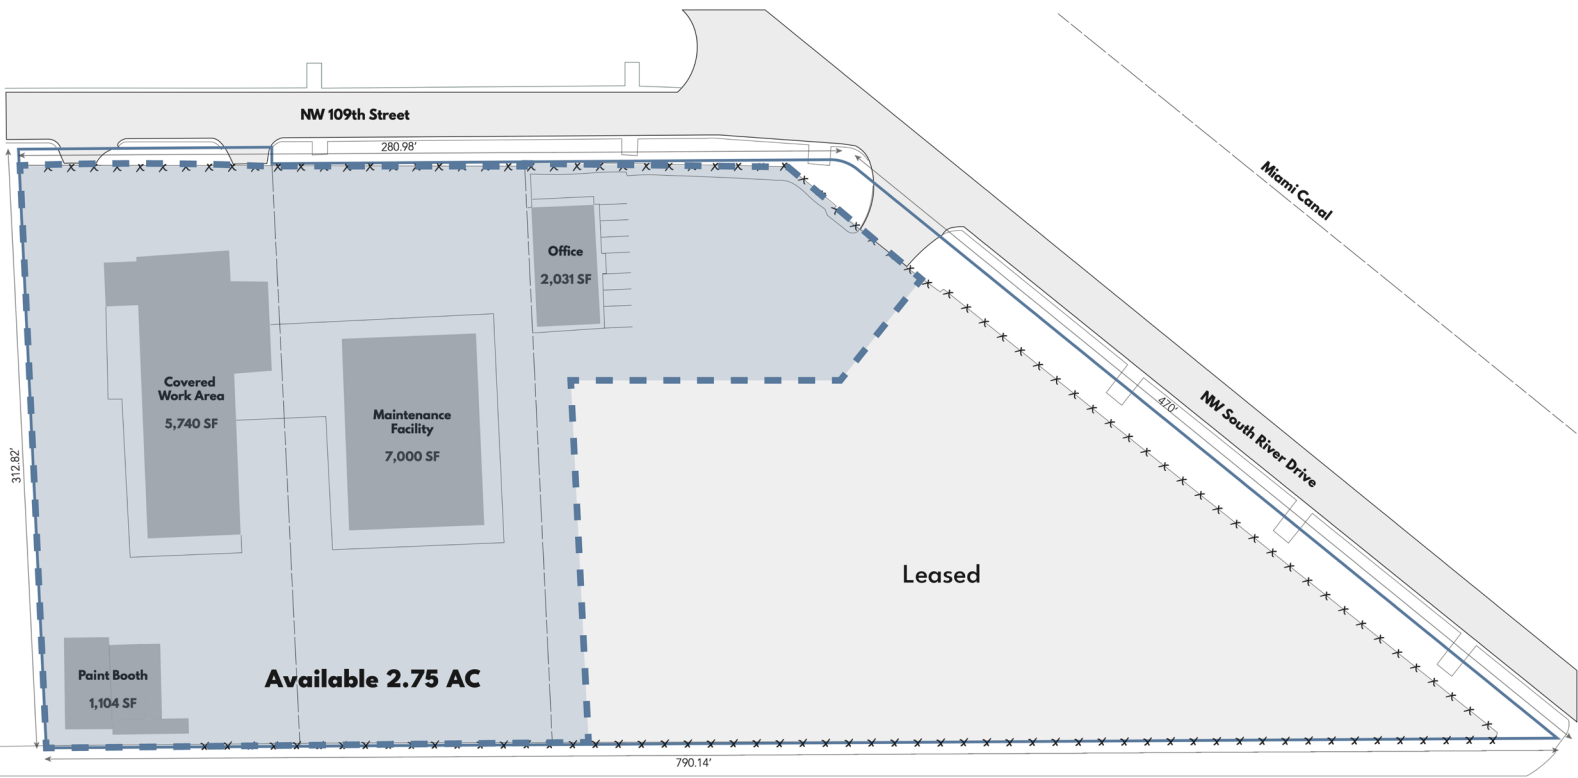 NW 109th Street
280.98'
Miami Canal
Office
2,031 SF
Covered
Work Area
5,740 SF
Maintenance
Facility
7,000 SF
470'
NW South River Drive
312.82'
Leased
Paint Booth
1,104 SF
Available 2.75 AC
790.14'